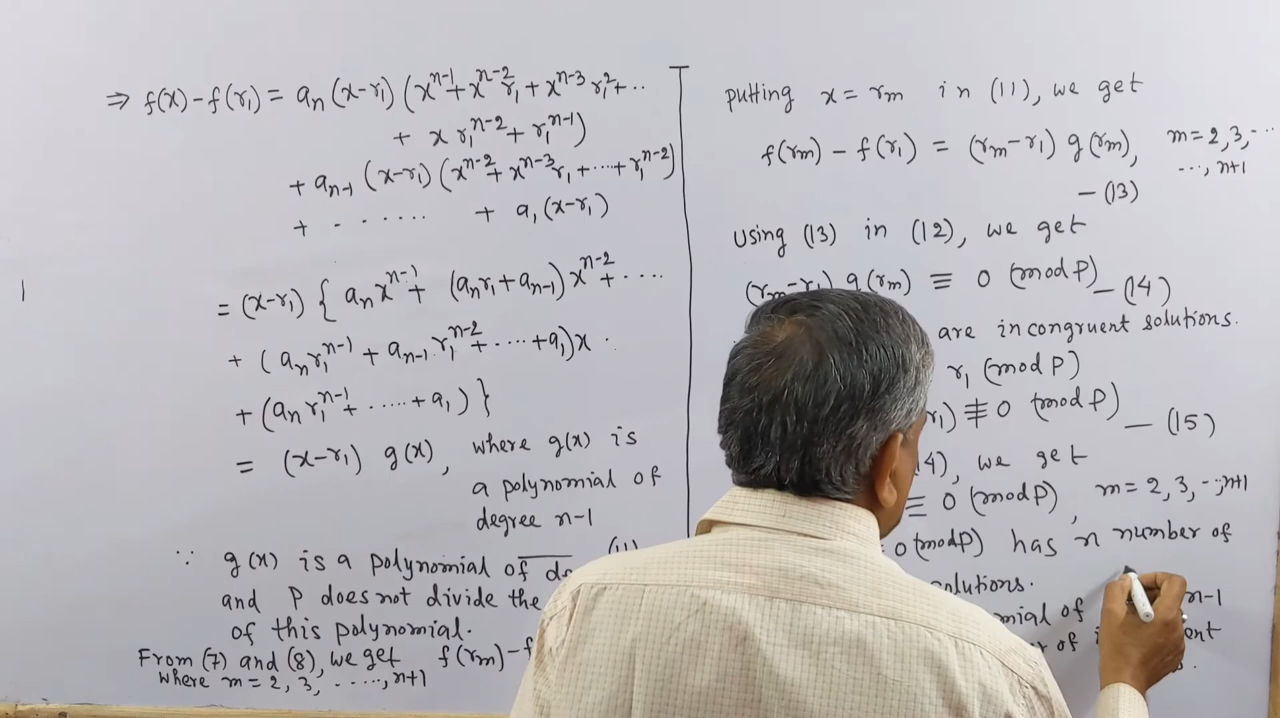 ⇒ f(x) - f(r₁) = aₙ (x-r₁) (xⁿ⁻¹ + xⁿ⁻² r₁ + xⁿ⁻³ r₁² + ..
+ x r₁ⁿ⁻² + r₁ⁿ⁻¹)
+ aₙ₋₁ (x-r₁) (xⁿ⁻² + xⁿ⁻³ r₁ + ....+ r₁ⁿ⁻²)
+ - ...... + a₁ (x-r₁)
= (x-r₁) { aₙ xⁿ⁻¹ + (aₙ r₁ + aₙ₋₁) xⁿ⁻² + ....
+ (aₙ r₁ⁿ⁻¹ + aₙ₋₁ r₁ⁿ⁻² + .... + a₁) x .
+ (aₙ r₁ⁿ⁻¹ + ..... + a₁) }
= (x-r₁) g(x), where g(x) is
a polynomial of
degree n-1
∵ g(x) is a polynomial of
and P does not divide the
of this polynomial.
From (7) and (8), we get f(rₘ) -
where m = 2, 3, ....., n+1
putting x = rₘ in (11), we get
f(rₘ) - f(r₁) = (rₘ-r₁) g(rₘ), m = 2, 3, ..
..., n+1
- (13)
using (13) in (12), we get
(rₘ-r₁) g(rₘ) ≡ 0 (mod P) - (14)
are incongruent solutions.
r₁ (mod P)
≢ 0 (mod P) - (15)
we get
≡ 0 (mod P), m = 2, 3, ..., n+1
0 (mod P) has n number of
solutions.
of n-1
of